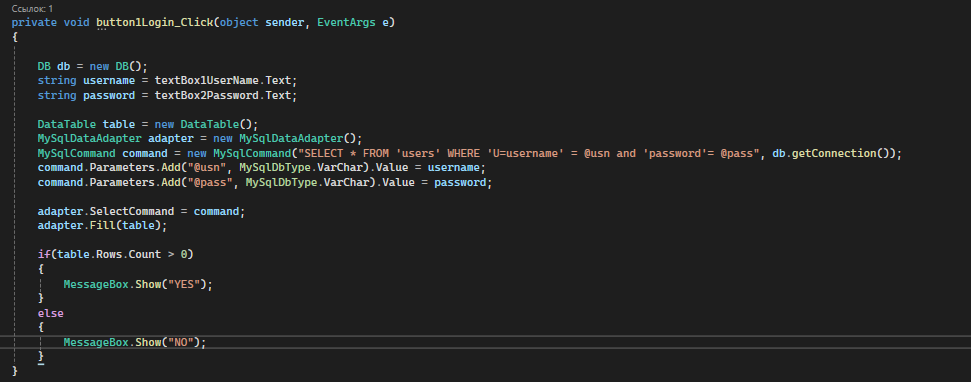 Ссылок: 1
private void button1Login_Click(object sender, EventArgs e)
{
DB db = new DB();
string username = textBox1UserName.Text;
string password = textBox2Password.Text;
DataTable table = new DataTable();
MySqlDataAdapter adapter = new MySqlDataAdapter();
MySqlCommand command = new MySqlCommand("SELECT * FROM 'users' WHERE 'U=username' = @usn and 'password'= @pass", db.getConnection());
command.Parameters.Add("@usn", MySqlDbType.VarChar).Value = username;
command.Parameters.Add("@pass", MySqlDbType.VarChar).Value = password;
adapter.SelectCommand = command;
adapter.Fill(table);
if(table.Rows.Count > 0)
{
MessageBox.Show("YES");
}
else
{
MessageBox.Show("NO");
}
}